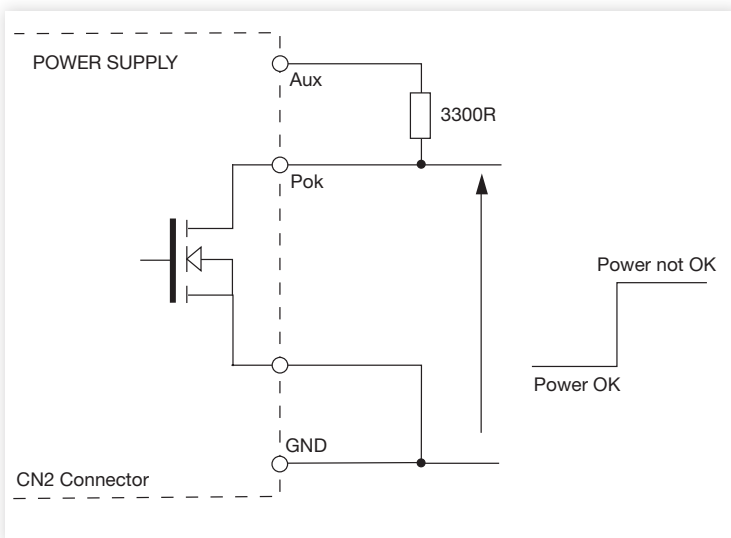 POWER SUPPLY
Aux
3300R
Pok
Power not OK
Power OK
GND
CN2 Connector